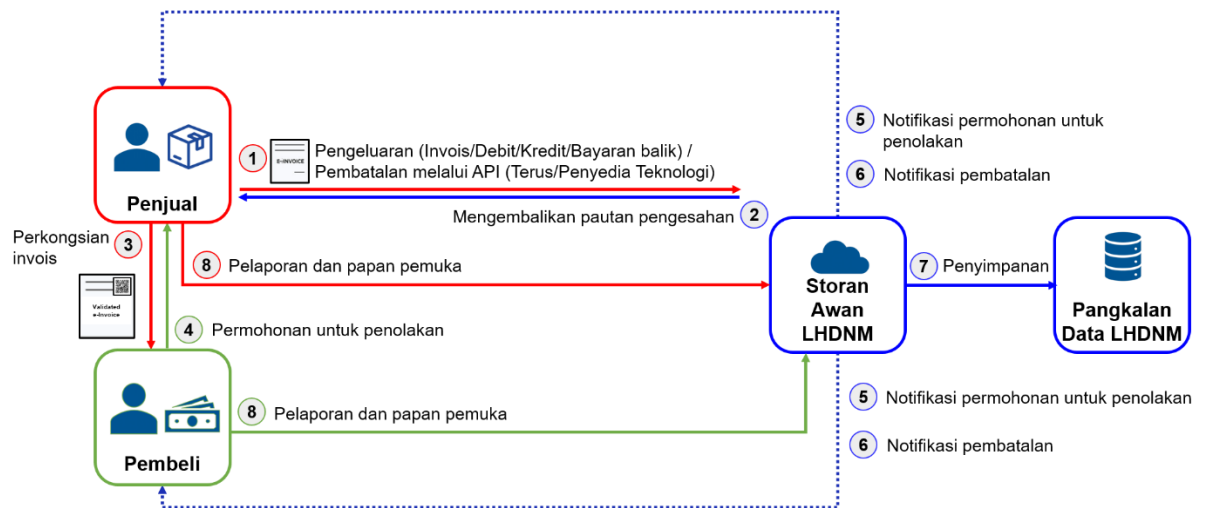 5
Notifikasi permohonan untuk
penolakan
6
Notifikasi pembatalan
1
E-INVOICE
Pengeluaran (Invois/Debit/Kredit/Bayaran balik) /
Pembatalan melalui API (Terus/Penyedia Teknologi)
Penjual
Mengembalikan pautan pengesahan
2
Perkongsian
invois
3
8
Pelaporan dan papan pemuka
Storan
Awan
LHDNM
7
Penyimpanan
Pangkalan
Data LHDNM
Validated
e-Invoice
4
Permohonan untuk penolakan
5
Notifikasi permohonan untuk penolakan
8
Pelaporan dan papan pemuka
6
Notifikasi pembatalan
Pembeli